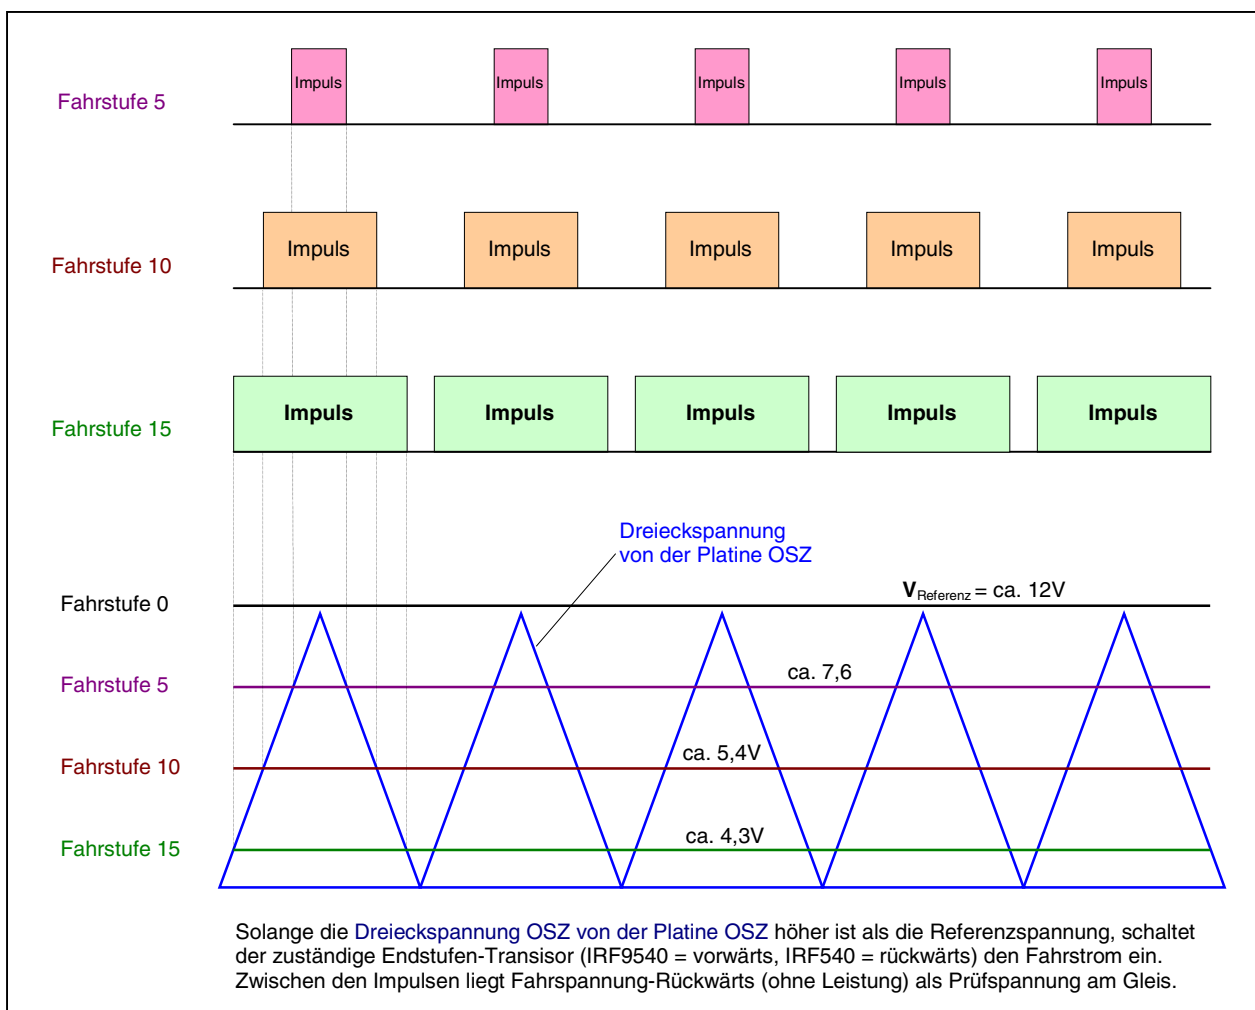 Impuls Impuls Impuls Impuls Impuls
Fahrstufe 5
Impuls Impuls Impuls Impuls Impuls
Fahrstufe 10
Impuls Impuls Impuls Impuls Impuls
Fahrstufe 15
Dreieckspannung
von der Platine OSZ
Fahrstufe 0
VReferenz = ca. 12V
Fahrstufe 5
ca. 7,6
Fahrstufe 10
ca. 5,4V
Fahrstufe 15
ca. 4,3V
Solange die Dreieckspannung OSZ von der Platine OSZ höher ist als die Referenzspannung, schaltet
der zuständige Endstufen-Transisor (IRF9540 = vorwärts, IRF540 = rückwärts) den Fahrstrom ein.
Zwischen den Impulsen liegt Fahrspannung-Rückwärts (ohne Leistung) als Prüfspannung am Gleis.